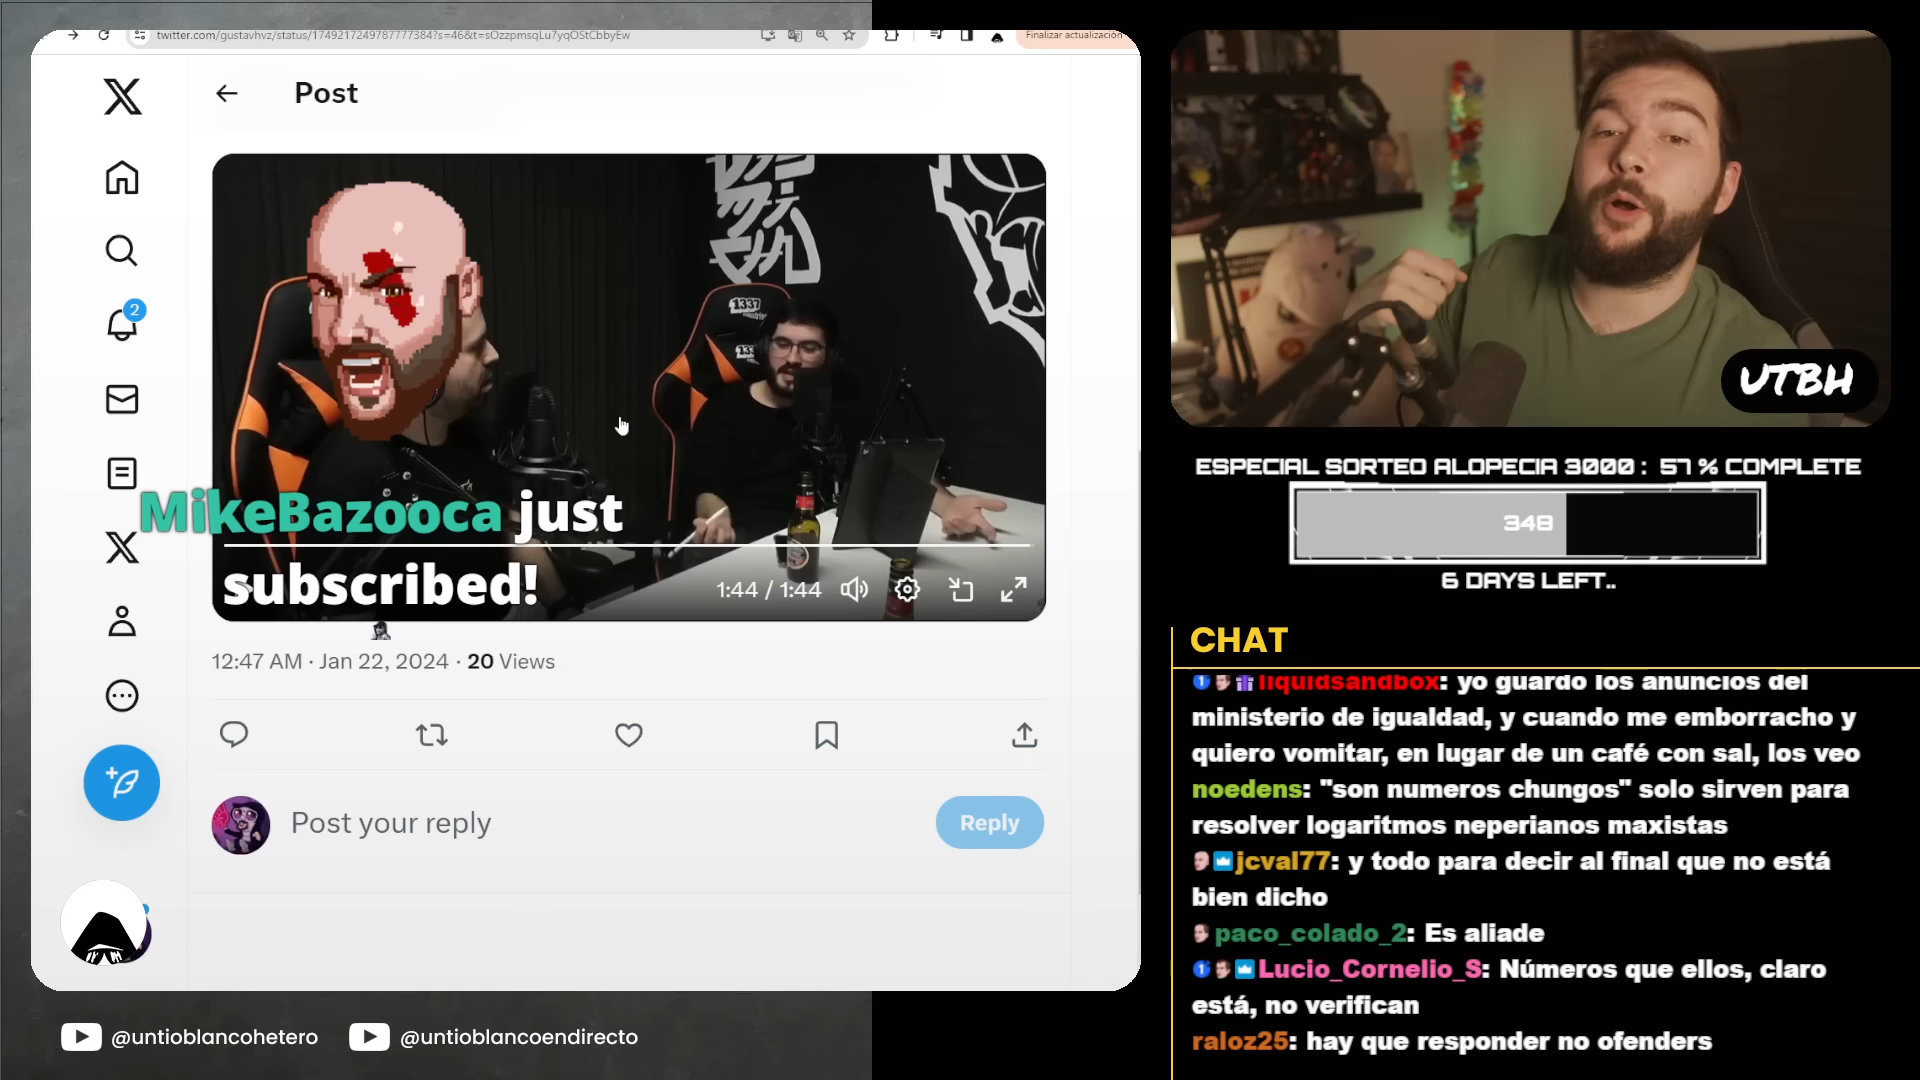 twitter.com/gustavhvz/status/1749217249787777384?s=46&t=sOzzpmsqLu7yqOStCbbyEw
Finalizar actualización
Post
2
1337
MikeBazooca just
subscribed!
1:44 / 1:44
12:47 AM · Jan 22, 2024 · 20 Views
Post your reply
Reply
@untioblancohetero
@untioblancoendirecto
UTBH
ESPECIAL SORTEO ALOPECIA 3000 : 57 % COMPLETE
348
6 DAYS LEFT..
CHAT
liquidsandbox: yo guardo los anuncios del
ministerio de igualdad, y cuando me emborracho y
quiero vomitar, en lugar de un café con sal, los veo
noedens: "son numeros chungos" solo sirven para
resolver logaritmos neperianos maxistas
jcval77: y todo para decir al final que no está
bien dicho
paco_colado_2: Es aliade
Lucio_Cornelio_S: Números que ellos, claro
está, no verifican
raloz25: hay que responder no ofenders